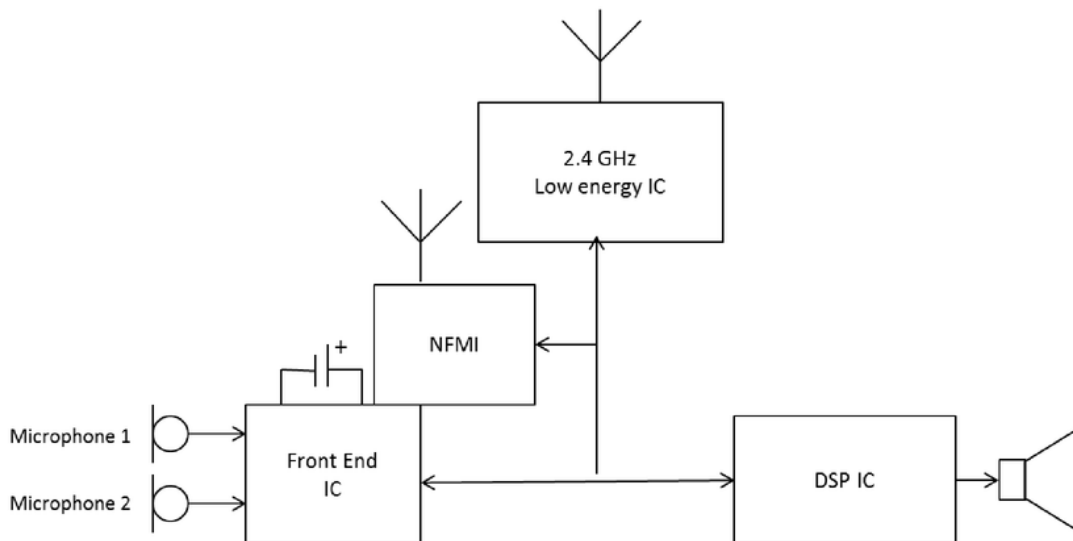 2.4 GHz
Low energy IC
NFMI
+
Microphone 1
Microphone 2
Front End
IC
DSP IC